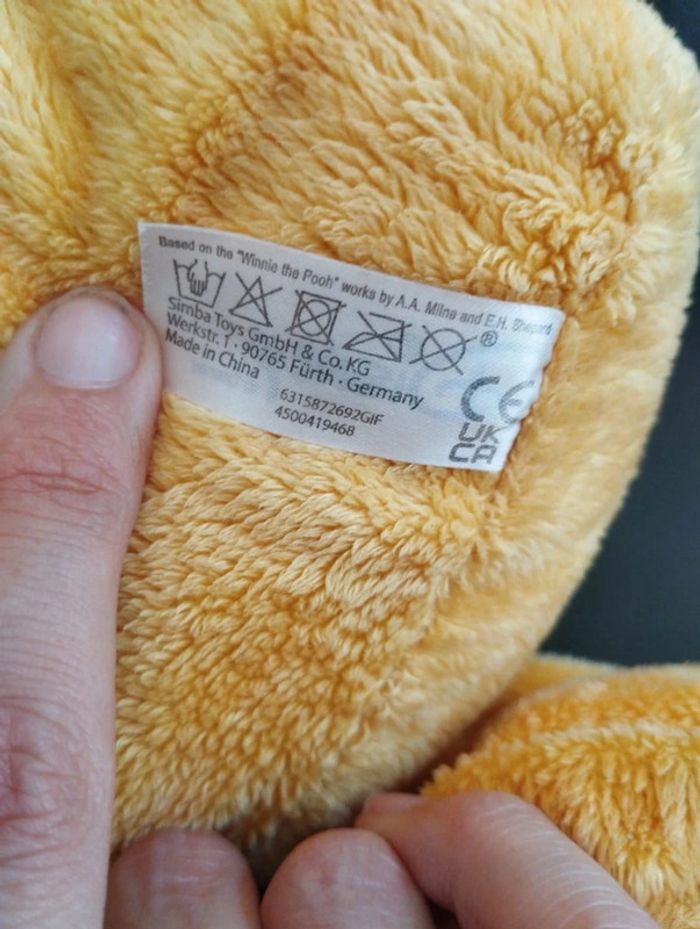 Based on the "Winnie the Pooh" works by A.A. Milne and E.H. Shepard
®
Simba Toys GmbH & Co. KG
Werkstr. 1 · 90765 Fürth · Germany
Made in China
6315872692GIF
4500419468
CE
UK
CA